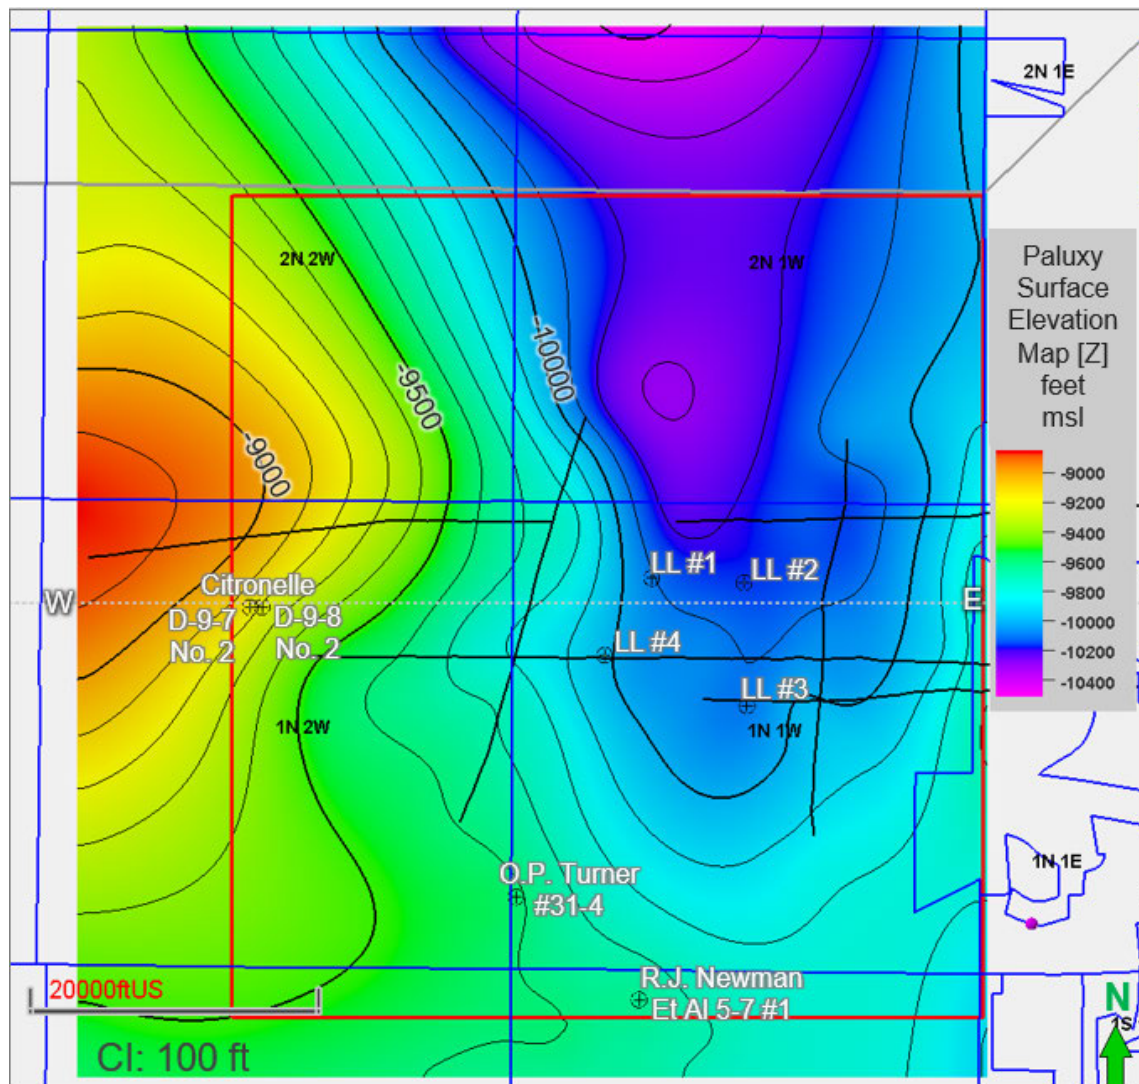 2N 1E
2N 2W
2N 1W
Paluxy
Surface
Elevation
Map [Z]
feet
msl
-9000
-9200
-9400
-9600
-9800
-10000
-10200
-10400
-10000
-9500
-9000
LL #1
LL #2
Citronelle
D-9-7
No. 2
D-9-8
No. 2
W
E
LL #4
LL #3
1N 2W
1N 1W
O.P. Turner
#31-4
1N 1E
R.J. Newman
Et Al 5-7 #1
20000ftUS
CI: 100 ft
N
1S